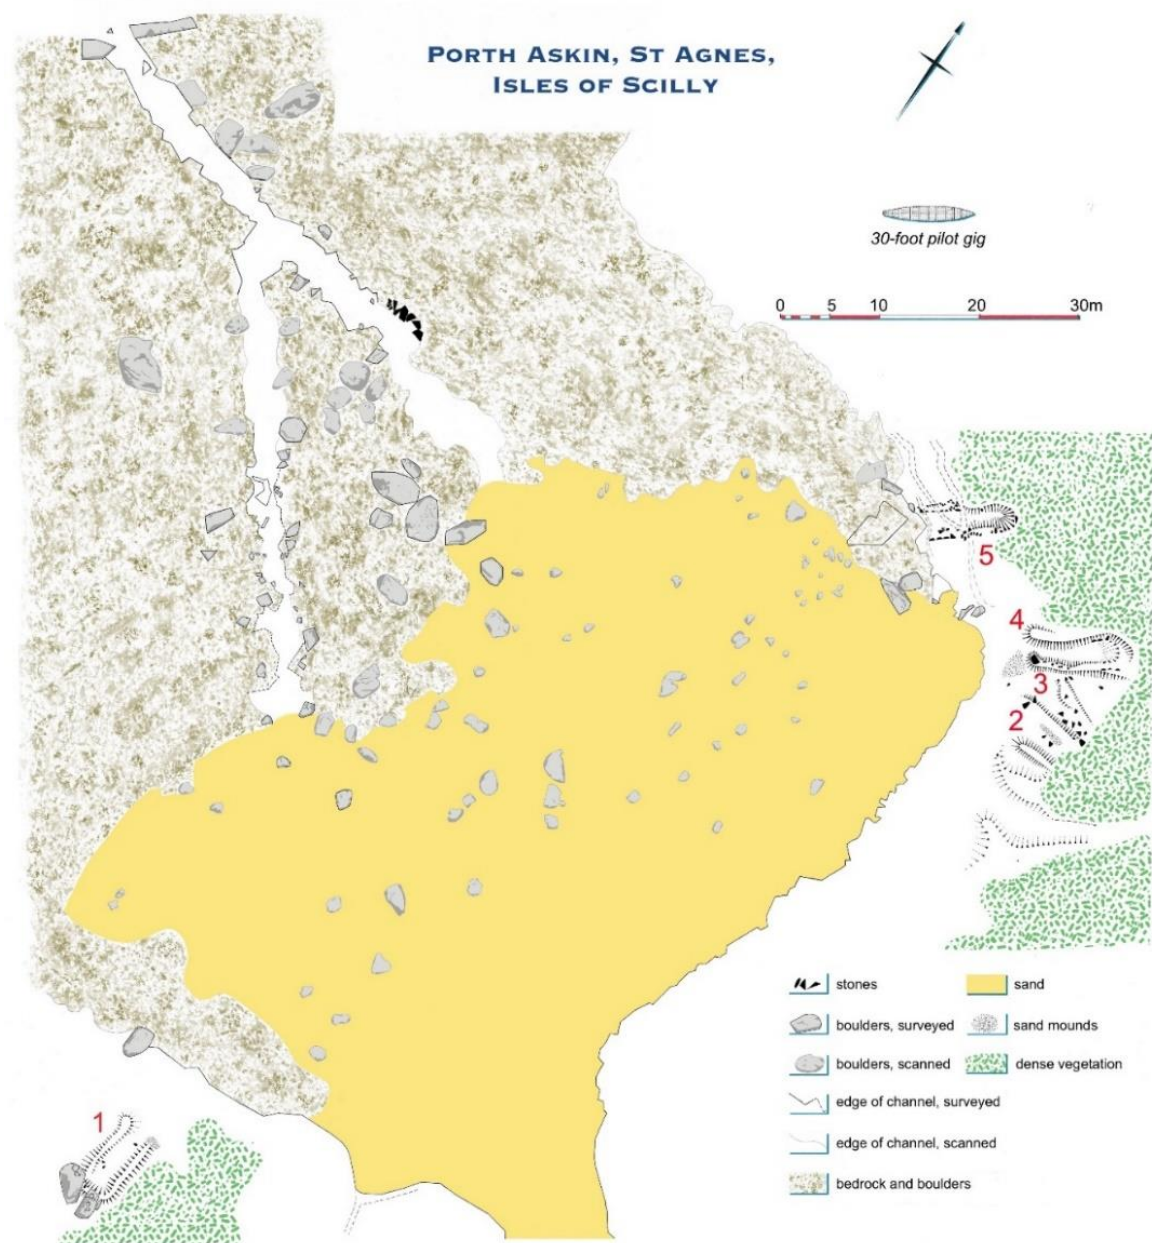 PORTH ASKIN, ST AGNES,
ISLES OF SCILLY
30-foot pilot gig
0 5 10 20 30m
5
4
3
2
1
stones
sand
boulders, surveyed
sand mounds
boulders, scanned
dense vegetation
edge of channel, surveyed
edge of channel, scanned
bedrock and boulders